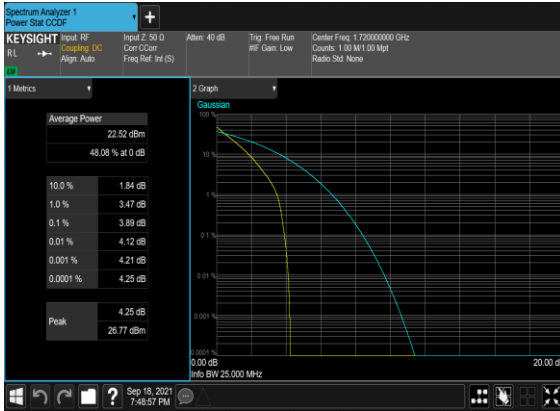 Spectrum Analyzer 1
Power Stat CCDF
+
KEYSIGHT
RL
Input: RF
Coupling: DC
Align: Auto
Input Z: 50 Ω
Corr CCorr
Freq Ref: Int (S)
Atten: 40 dB
Trig: Free Run
#IF Gain: Low
Center Freq: 1.720000000 GHz
Counts: 1.00 M/1.00 Mpt
Radio Std: None
1 Metrics
Average Power
22.52 dBm
48.08 % at 0 dB
10.0 % 1.84 dB
1.0 % 3.47 dB
0.1 % 3.89 dB
0.01 % 4.12 dB
0.001 % 4.21 dB
0.0001 % 4.25 dB
Peak
4.25 dB
26.77 dBm
2 Graph
Gaussian
100 %
10 %
1 %
0.1 %
0.01 %
0.001 %
0.0001 %
0.00 dB
20.00 d
Info BW 25.000 MHz
?
Sep 18, 2021
7:48:57 PM